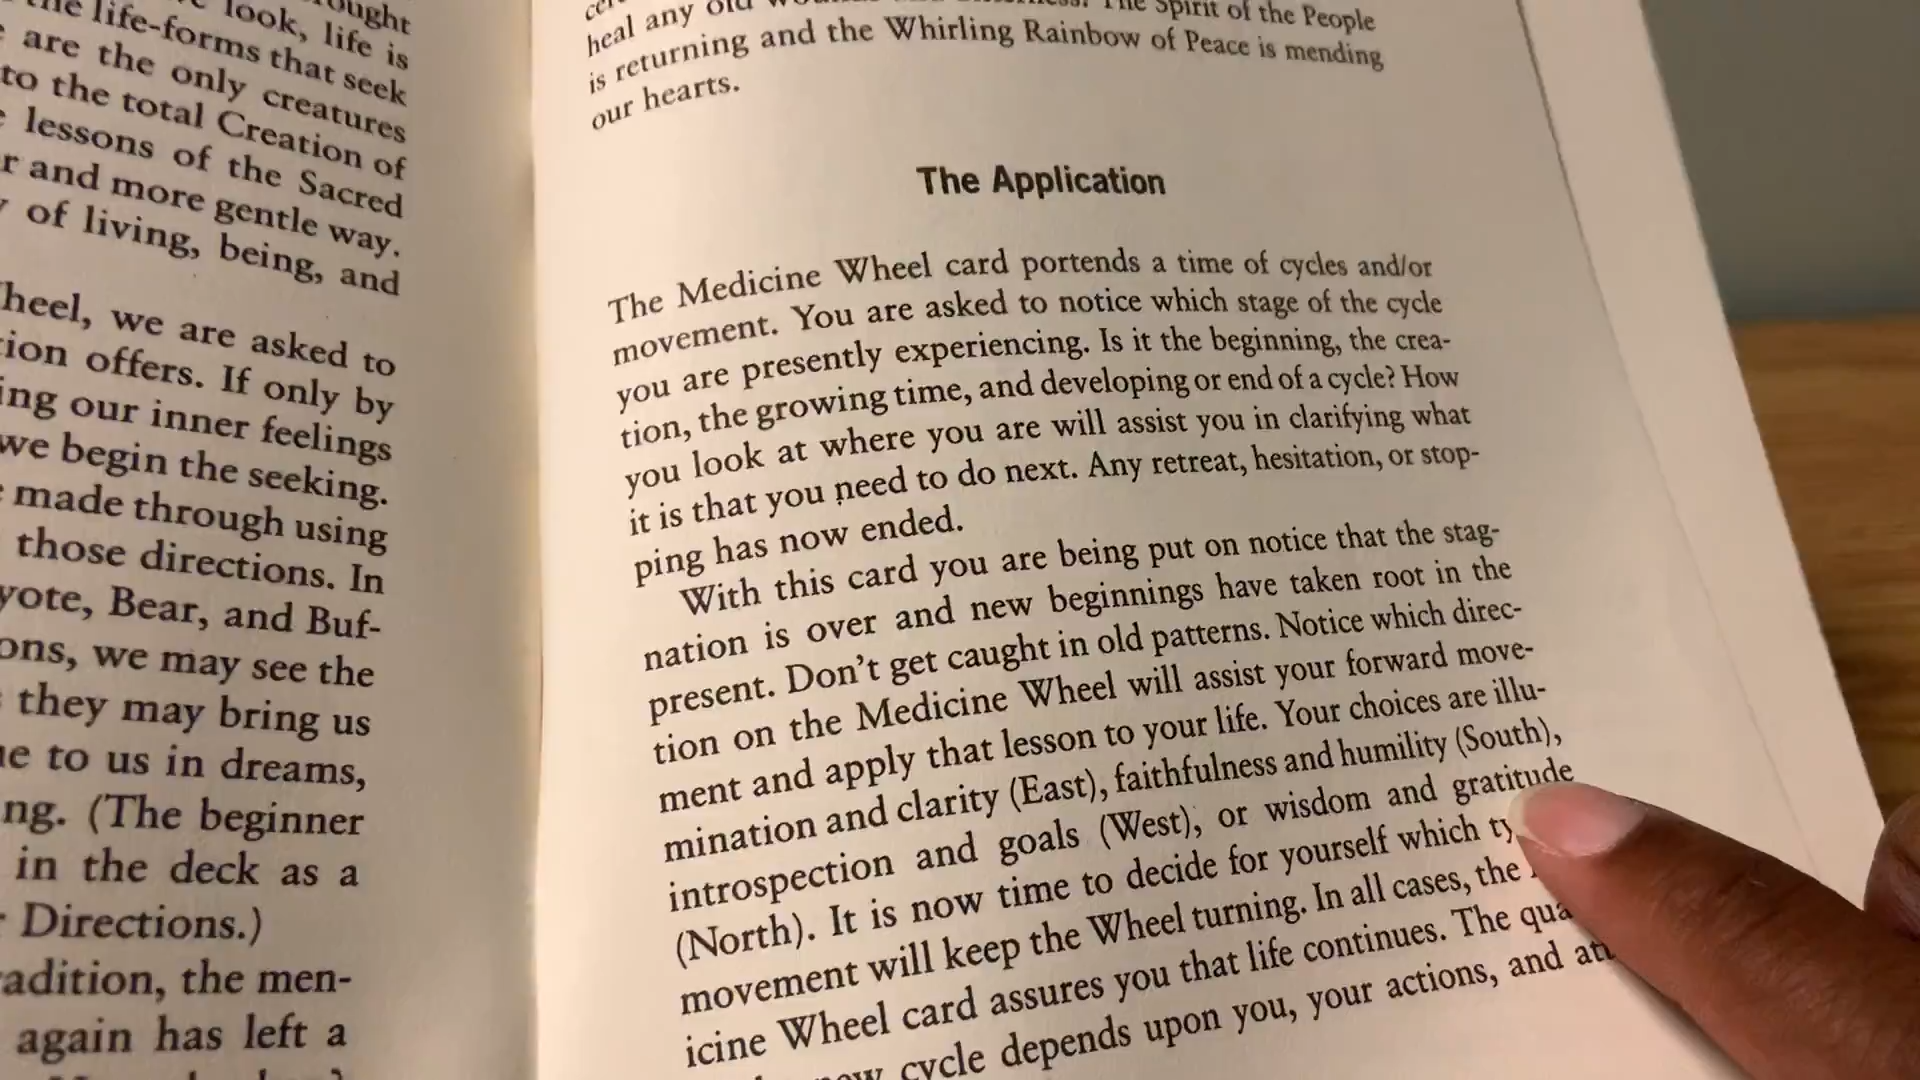 look, life is
life-forms that seek
are the only creatures
to the total Creation of
lessons of the Sacred
and more gentle way.
of living, being, and
we are asked to
offers. If only by
our inner feelings
we begin the seeking.
made through using
those directions. In
Bear, and Buf-
we may see the
they may bring us
to us in dreams,
(The beginner
in the deck as a
Directions.)
the men-
again has left a
heal any old
Spirit of the People
is returning and the Whirling Rainbow of Peace is mending
our hearts.
The Application
The Medicine Wheel card portends a time of cycles and/or
movement. You are asked to notice which stage of the cycle
you are presently experiencing. Is it the beginning, the crea-
tion, the growing time, and developing or end of a cycle? How
you look at where you are will assist you in clarifying what
it is that you need to do next. Any retreat, hesitation, or stop-
ping has now ended.
With this card you are being put on notice that the stag-
nation is over and new beginnings have taken root in the
present. Don't get caught in old patterns. Notice which direc-
tion on the Medicine Wheel will assist your forward move-
ment and apply that lesson to your life. Your choices are illu-
mination and clarity (East), faithfulness and humility (South),
introspection and goals (West), or wisdom and gratitude
(North). It is now time to decide for yourself which
movement will keep the Wheel turning. In all cases, the
icine Wheel card assures you that life continues. The
cycle depends upon you, your actions, and